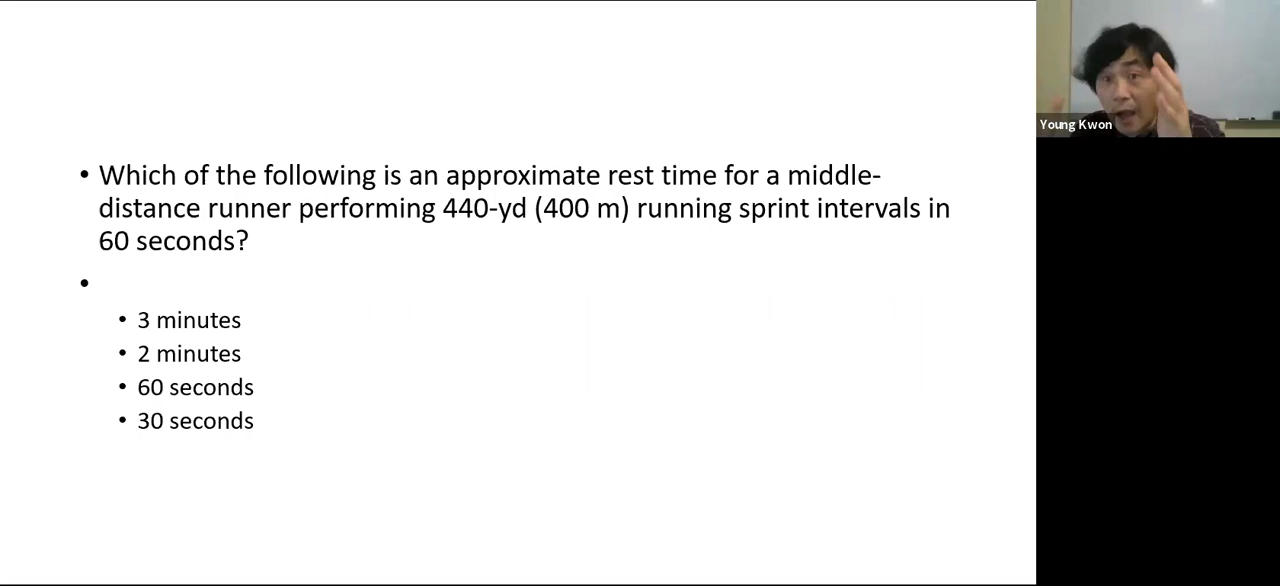 • Which of the following is an approximate rest time for a middle-
distance runner performing 440-yd (400 m) running sprint intervals in
60 seconds?
•
• 3 minutes
• 2 minutes
• 60 seconds
• 30 seconds
Young Kwon